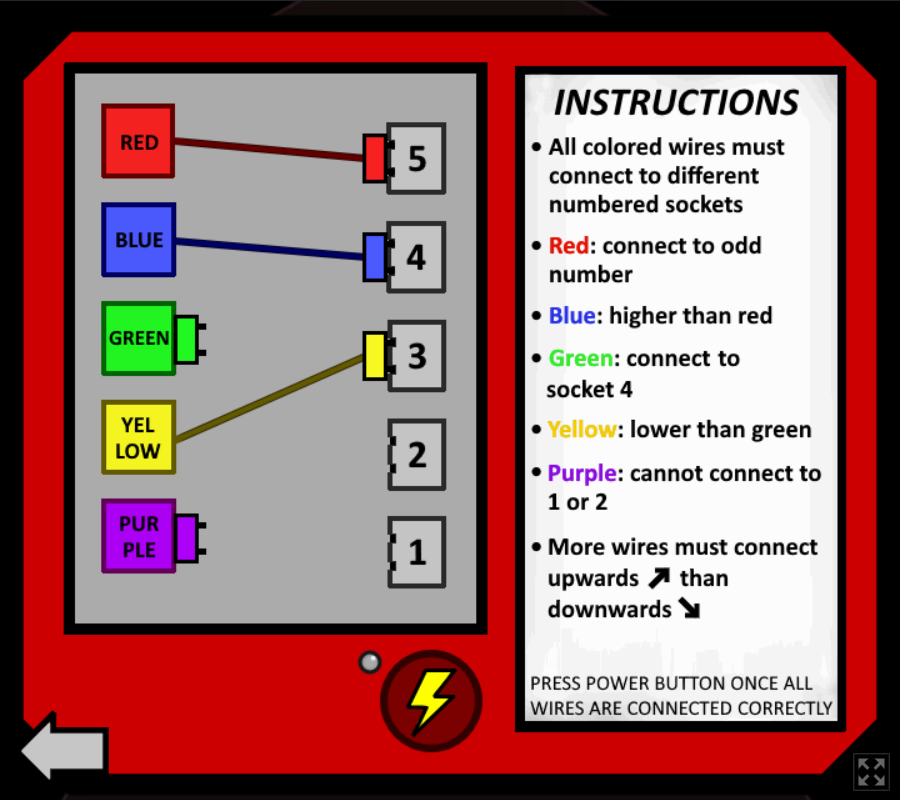 RED
BLUE
GREEN
YEL
LOW
PUR
PLE
5
4
3
2
1
INSTRUCTIONS
• All colored wires must
connect to different
numbered sockets
• Red: connect to odd
number
• Blue: higher than red
• Green: connect to
socket 4
• Yellow: lower than green
• Purple: cannot connect to
1 or 2
• More wires must connect
upwards ↗ than
downwards ↘
PRESS POWER BUTTON ONCE ALL
WIRES ARE CONNECTED CORRECTLY